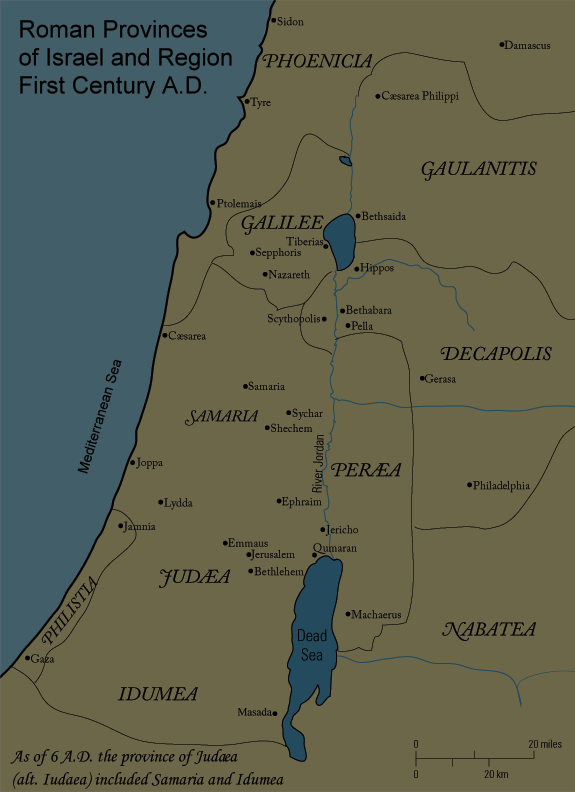 Roman Provinces
of Israel and Region
First Century A.D.
Sidon
Damascus
PHOENICIA
Cæsarea Philippi
Tyre
GAULANITIS
Ptolemais
Bethsaida
GALILEE
Tiberias
Sepphoris
Hippos
Nazareth
Bethabara
Scythopolis
Pella
Cæsarea
DECAPOLIS
Gerasa
Samaria
Mediterranean Sea
Sychar
SAMARIA
Shechem
River Jordan
Joppa
PERÆA
Philadelphia
Lydda
Ephraim
Jamnia
Jericho
Emmaus
Qumaran
Jerusalem
JUDÆA
Bethlehem
PHILISTIA
Machaerus
NABATEA
Dead
Sea
Gaza
IDUMEA
Masada
As of 6 A.D. the province of Judæa
(alt. Iudaea) included Samaria and Idumea
0 20 miles
0 20 km